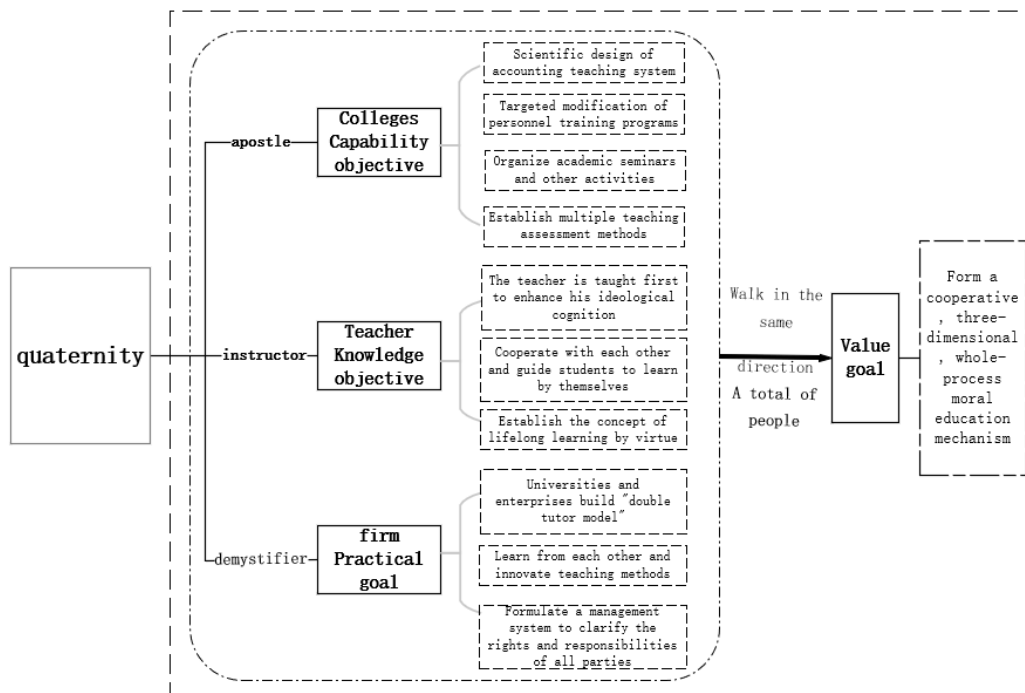 quaternity
apostle
Colleges
Capability
objective
Scientific design of
accounting teaching system
Targeted modification of
personnel training programs
Organize academic seminars
and other activities
Establish multiple teaching
assessment methods
instructor
Teacher
Knowledge
objective
The teacher is taught first
to enhance his ideological
cognition
Cooperate with each other
and guide students to learn
by themselves
Establish the concept of
lifelong learning by virtue
demystifier
firm
Practical
goal
Universities and
enterprises build "double
tutor model"
Learn from each other and
innovate teaching methods
Formulate a management
system to clarify the
rights and responsibilities
of all parties
Walk in the
same
direction
A total of
people
Value
goal
Form a
cooperative
, three-
dimensional
, whole-
process
moral
education
mechanism